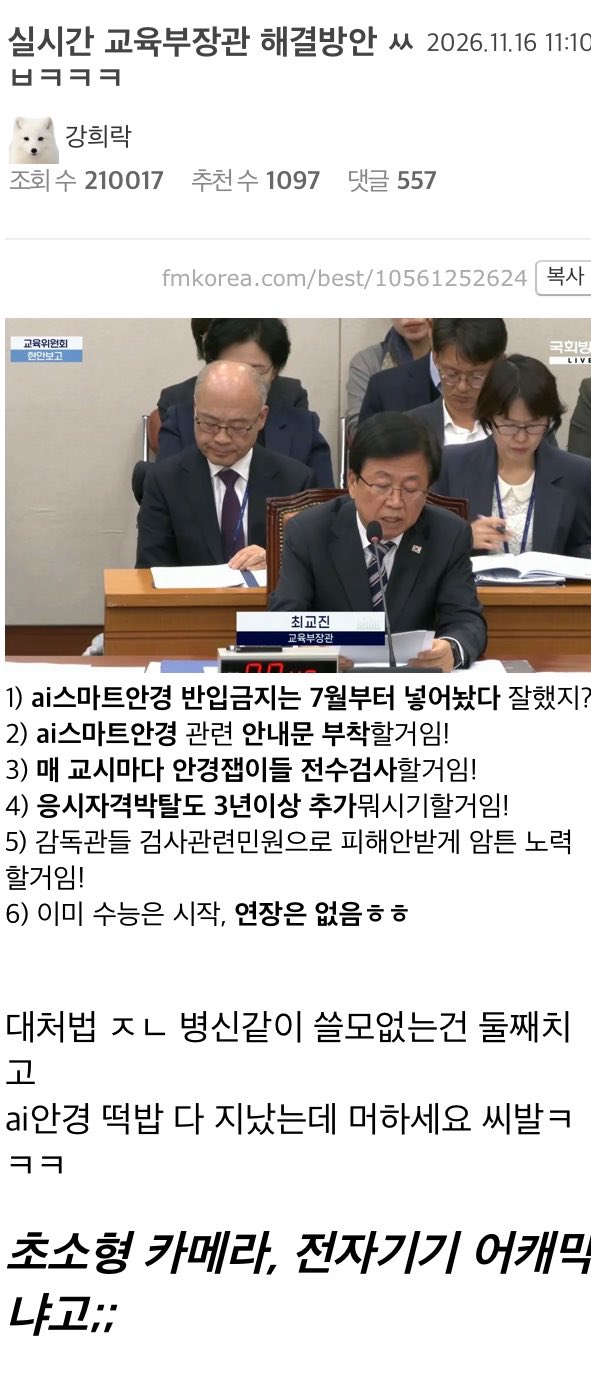 실시간 교육부장관 해결방안 ㅆ 2026.11.16 11:10
ㅂㅋㅋㅋ
강희락
조회 수 210017 추천 수 1097 댓글 557
fmkorea.com/best/10561252624 복사
교육위원회
현안보고
국회방
LIVE
최교진
교육부장관
1) ai스마트안경 반입금지는 7월부터 넣어놨다 잘했지?
2) ai스마트안경 관련 안내문 부착할거임!
3) 매 교시마다 안경잽이들 전수검사할거임!
4) 응시자격박탈도 3년이상 추가뭐시기할거임!
5) 감독관들 검사관련민원으로 피해안받게 암튼 노력
할거임!
6) 이미 수능은 시작, 연장은 없음ㅎㅎ
대처법 ㅈㄴ 병신같이 쓸모없는건 둘째치
고
ai안경 떡밥 다 지났는데 머하세요 씨발ㅋ
ㅋㅋ
초소형 카메라, 전자기기 어캐막
냐고;;